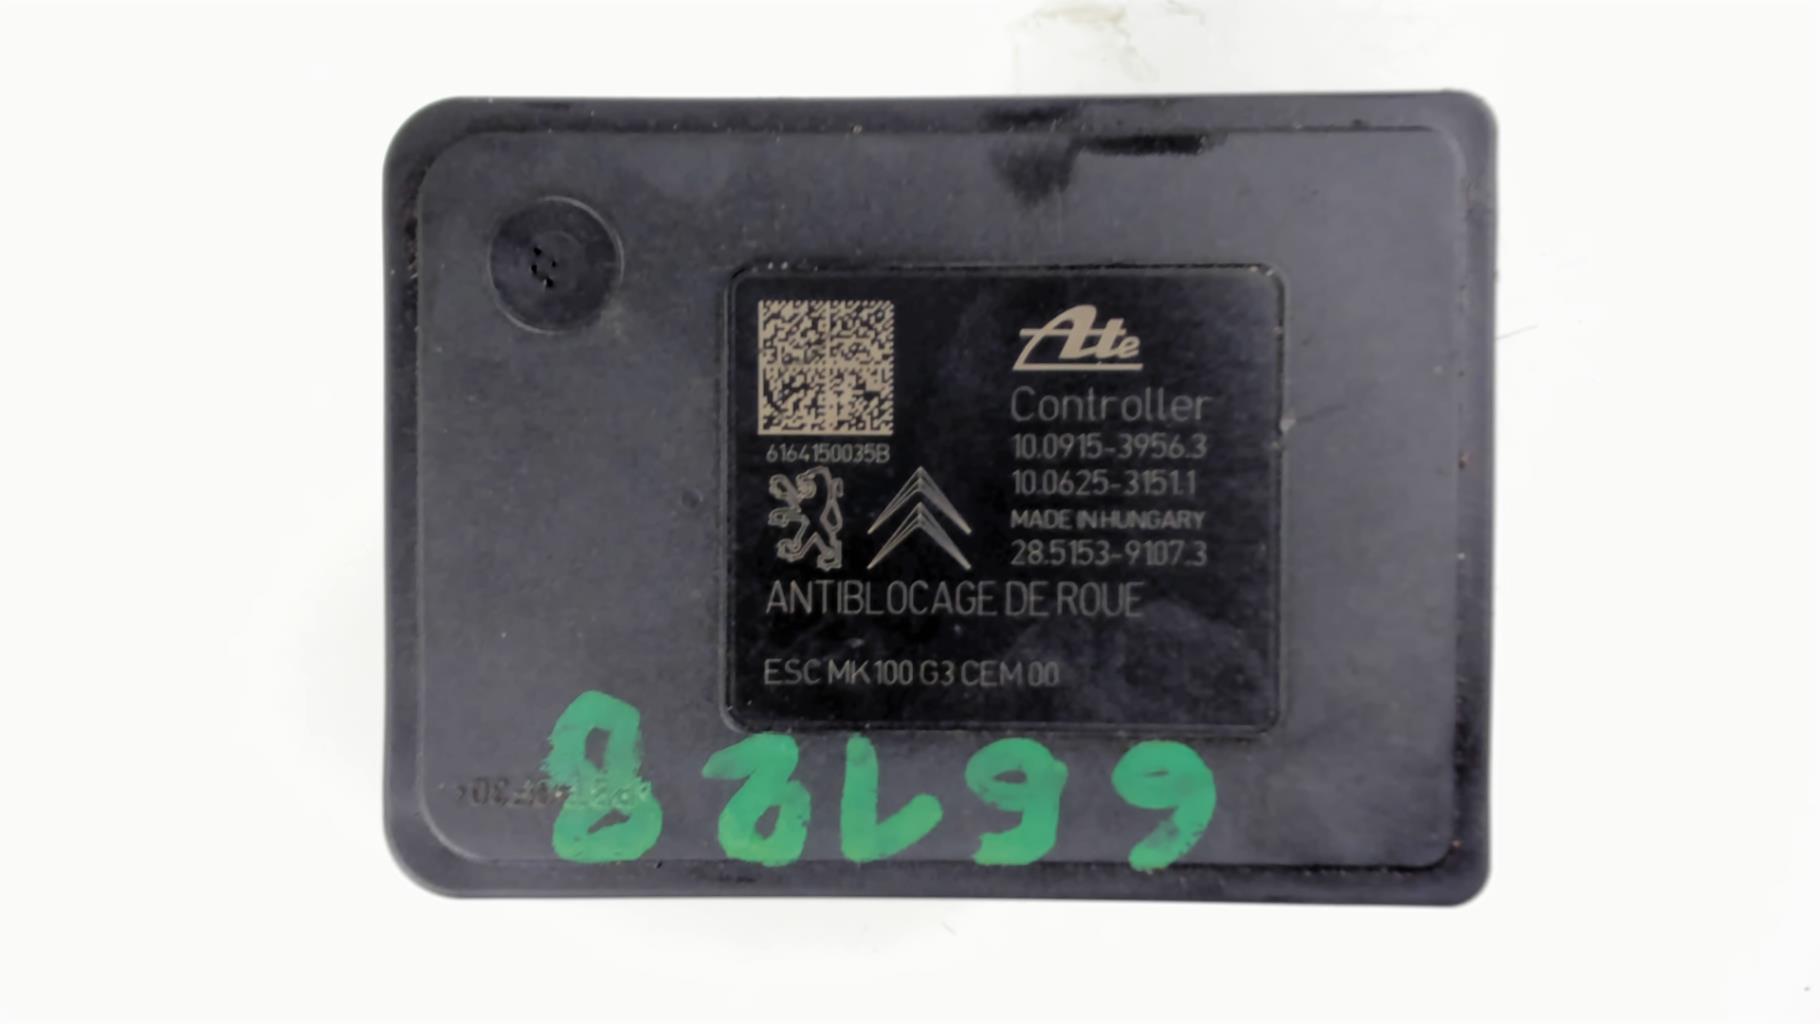 Ate
Controller
10.0915-3956.3
10.0625-3151.1
MADE IN HUNGARY
28.5153-9107.3
6164150035B
ANTIBLOCAGE DE ROUE
ESC MK100 G3 CEM 00
66128